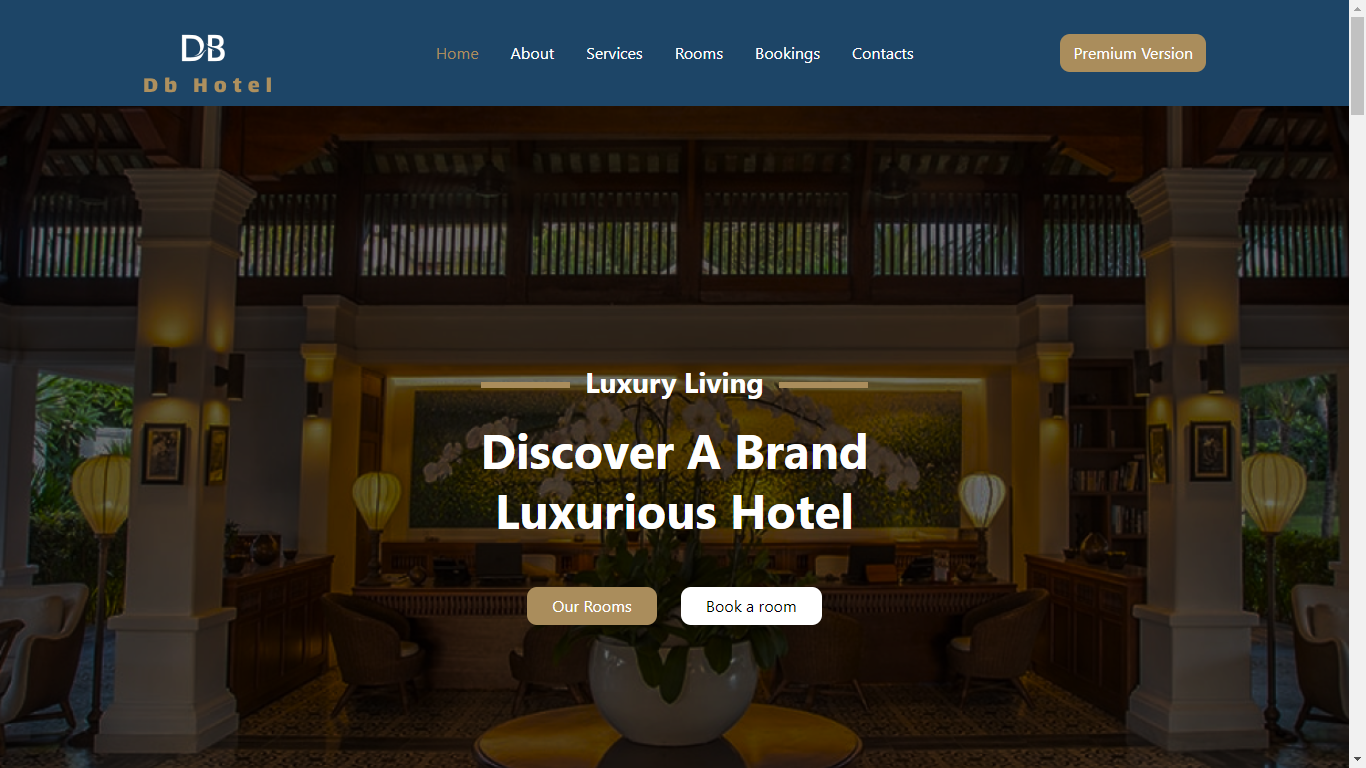 DB
Db Hotel
Home About Services Rooms Bookings Contacts
Premium Version
Luxury Living
Discover A Brand
Luxurious Hotel
Our Rooms Book a room